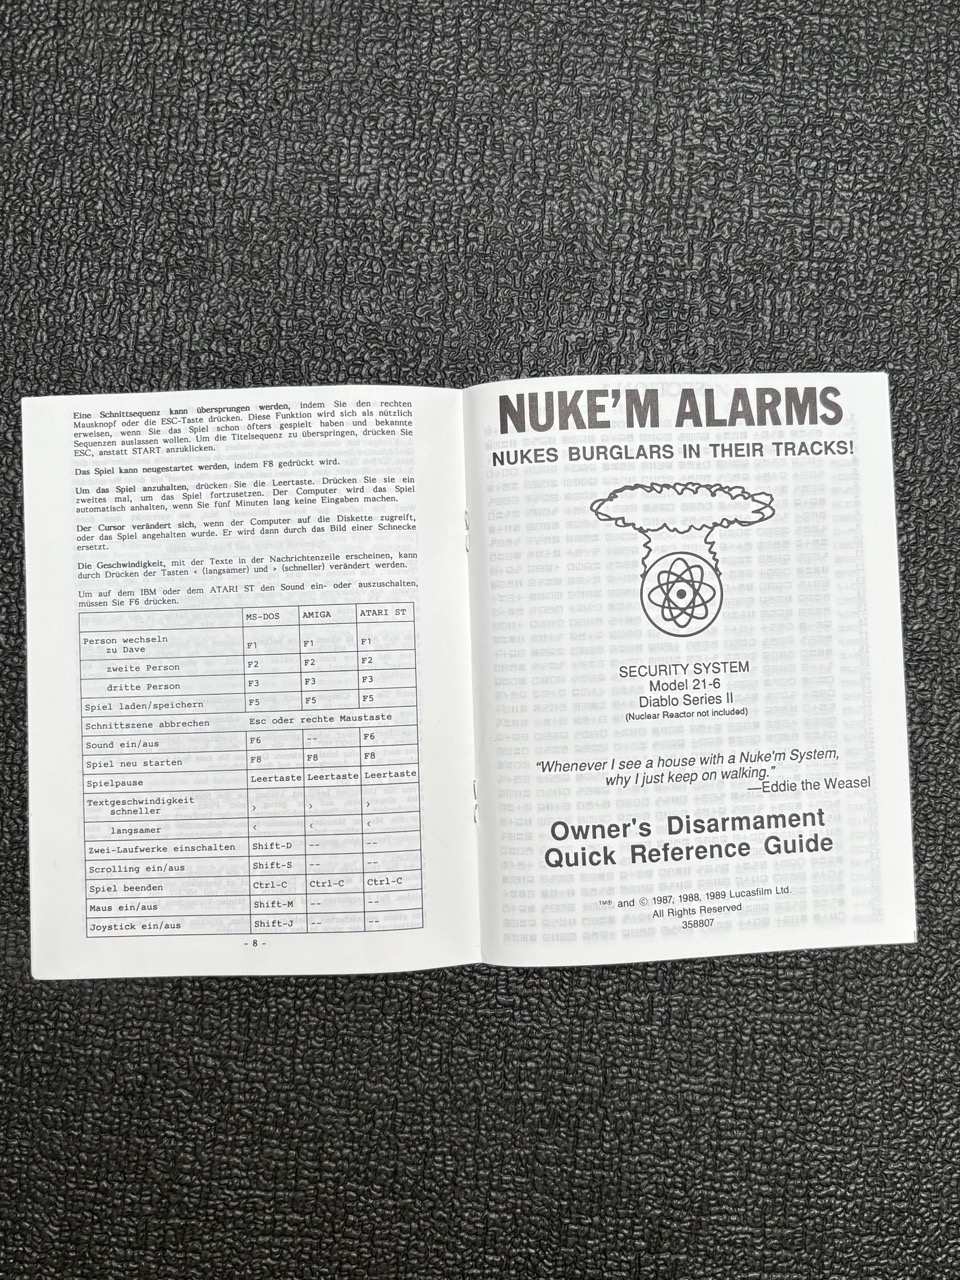 Eine Schnittsequenz kann übersprungen werden, indem Sie den rechten
Mausknopf oder die ESC-Taste drücken. Diese Funktion wird sich als nützlich
erweisen, wenn Sie das Spiel schon öfters gespielt haben und bekannte
Sequenzen auslassen wollen. Um die Titelsequenz zu überspringen, drücken Sie
ESC, anstatt START anzuklicken.
Das Spiel kann neugestartet werden, indem F8 gedrückt wird.
Um das Spiel anzuhalten, drücken Sie die Leertaste. Drücken Sie sie ein
zweites mal, um das Spiel fortzusetzen. Der Computer wird das Spiel
automatisch anhalten, wenn Sie fünf Minuten lang keine Eingaben machen.
Der Cursor verändert sich, wenn der Computer auf die Diskette zugreift,
oder das Spiel angehalten wurde. Er wird dann durch das Bild einer Schnecke
ersetzt.
Die Geschwindigkeit, mit der Texte in der Nachrichtenzeile erscheinen, kann
durch Drücken der Tasten < (langsamer) und > (schneller) verändert werden.
Um auf dem IBM oder dem ATARI ST den Sound ein- oder auszuschalten,
müssen Sie F6 drücken.
MS-DOS AMIGA ATARI ST
Person wechseln
zu Dave F1 F1 F1
zweite Person F2 F2 F2
dritte Person F3 F3 F3
Spiel laden/speichern F5 F5 F5
Schnittszene abbrechen Esc oder rechte Maustaste
Sound ein/aus F6 -- F6
Spiel neu starten F8 F8 F8
Spielpause Leertaste Leertaste Leertaste
Textgeschwindigkeit
schneller > > >
langsamer < < <
Zwei-Laufwerke einschalten Shift-D -- --
Scrolling ein/aus Shift-S -- --
Spiel beenden Ctrl-C Ctrl-C Ctrl-C
Maus ein/aus Shift-M -- --
Joystick ein/aus Shift-J -- --
- 8 -
NUKE'M ALARMS
NUKES BURGLARS IN THEIR TRACKS!
SECURITY SYSTEM
Model 21-6
Diablo Series II
(Nuclear Reactor not included)
"Whenever I see a house with a Nuke'm System,
why I just keep on walking."
—Eddie the Weasel
Owner's Disarmament
Quick Reference Guide
™® and © 1987, 1988, 1989 Lucasfilm Ltd.
All Rights Reserved
358807